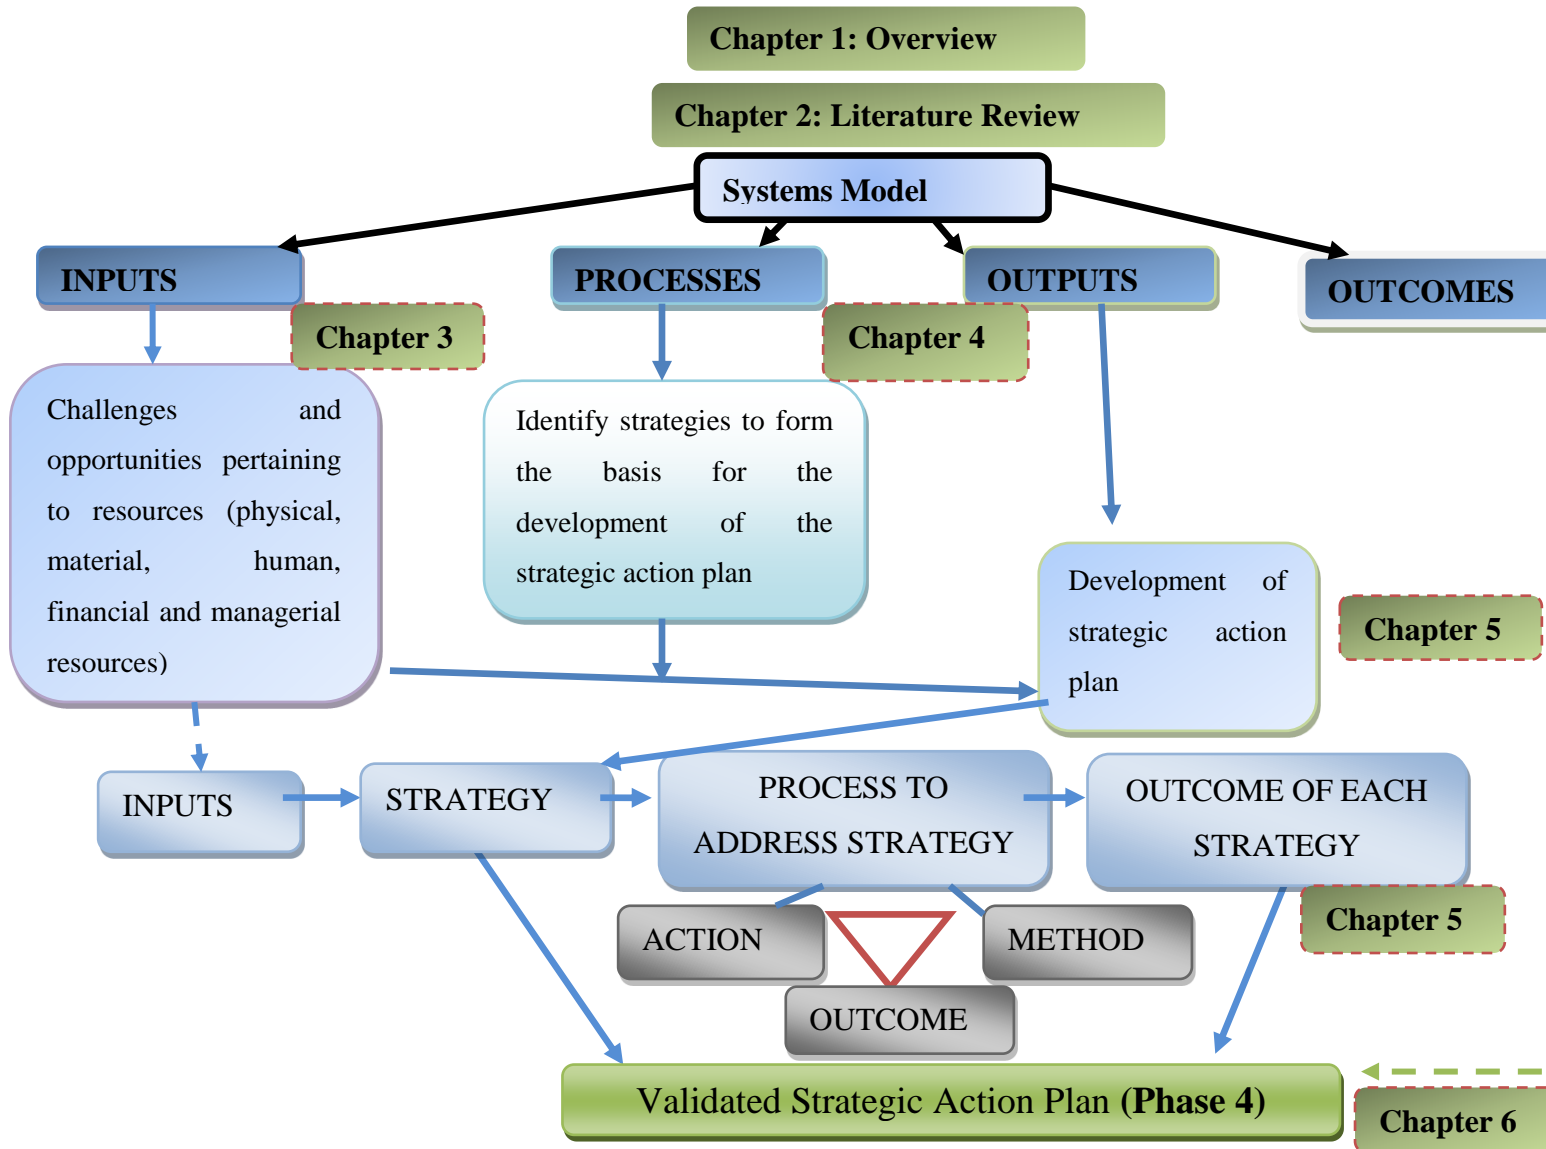 Chapter 1: Overview
Chapter 2: Literature Review
Systems Model
INPUTS
PROCESSES
OUTPUTS
OUTCOMES
Chapter 3
Chapter 4
Challenges and
opportunities pertaining
to resources (physical,
material, human,
financial and managerial
resources)
Identify strategies to form
the basis for the
development of the
strategic action plan
Development of
strategic action
plan
Chapter 5
INPUTS
STRATEGY
PROCESS TO
ADDRESS STRATEGY
OUTCOME OF EACH
STRATEGY
Chapter 5
ACTION
METHOD
OUTCOME
Validated Strategic Action Plan (Phase 4)
Chapter 6